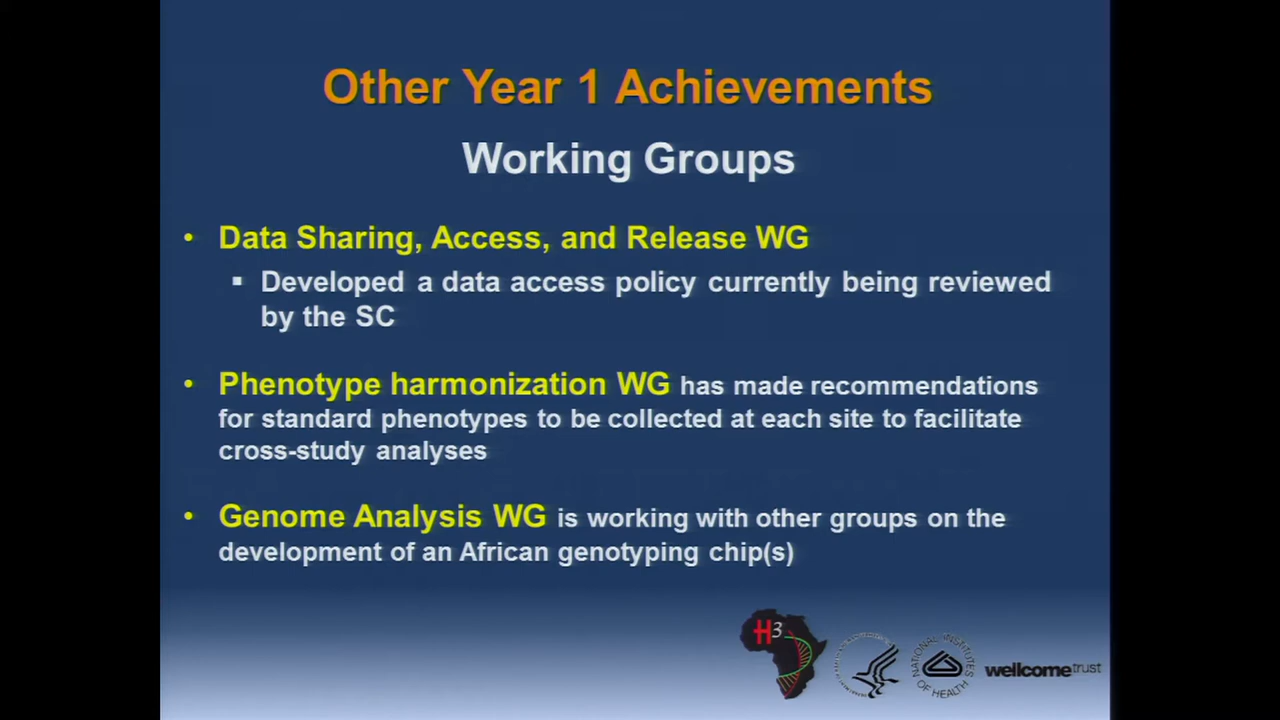 Other Year 1 Achievements
Working Groups
• Data Sharing, Access, and Release WG
▪ Developed a data access policy currently being reviewed
by the SC
• Phenotype harmonization WG has made recommendations
for standard phenotypes to be collected at each site to facilitate
cross-study analyses
• Genome Analysis WG is working with other groups on the
development of an African genotyping chip(s)
H3
NATIONAL INSTITUTES
OF HEALTH
wellcometrust